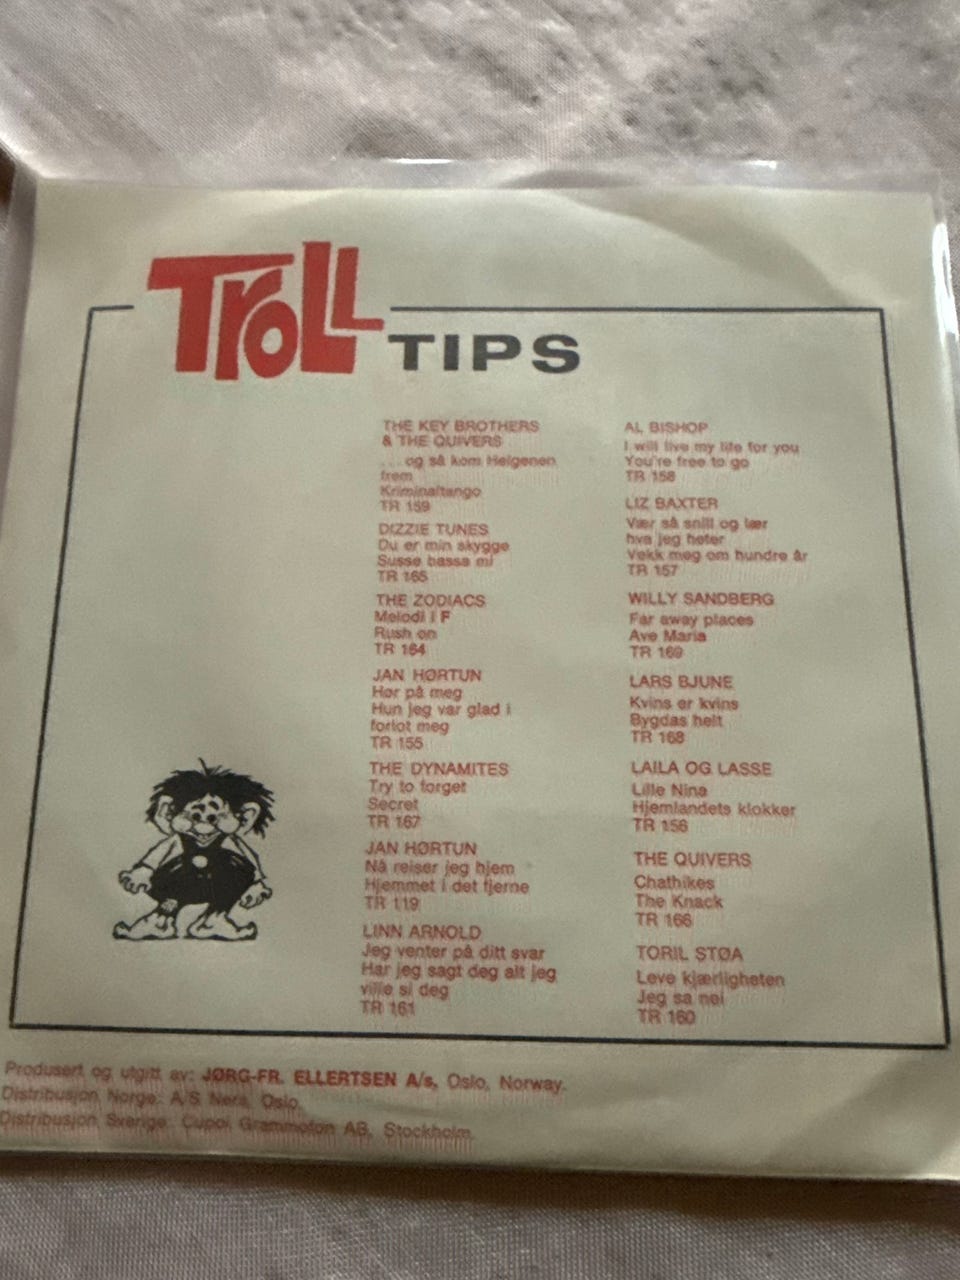 Troll TIPS
THE KEY BROTHERS
& THE QUIVERS
... og så kom Helgenen
frem
Kriminaltango
TR 159
DIZZIE TUNES
Du er min skygge
Susse bassa mi
TR 165
THE ZODIACS
Melodi i F
Rush on
TR 164
JAN HØRTUN
Hør på meg
Hun jeg var glad i
forlot meg
TR 155
THE DYNAMITES
Try to forget
Secret
TR 167
JAN HØRTUN
Nå reiser jeg hjem
Hjemmet i det fjerne
TR 119
LINN ARNOLD
Jeg venter på ditt svar
Har jeg sagt deg alt jeg
ville si deg
TR 161
AL BISHOP
I will live my life for you
You're free to go
TR 158
LIZ BAXTER
Vær så snill og lær
hva jeg heter
Vekk meg om hundre år
TR 157
WILLY SANDBERG
Far away places
Ave Maria
TR 169
LARS BJUNE
Kvins er kvins
Bygdas helt
TR 168
LAILA OG LASSE
Lille Nina
Hjemlandets klokker
TR 156
THE QUIVERS
Chathikes
The Knack
TR 166
TORIL STØA
Leve kjærligheten
Jeg sa nei
TR 160
Produsert og utgitt av: JØRG-FR. ELLERTSEN A/s, Oslo, Norway.
Distribusjon Norge: A/S Nera, Oslo.
Distribusjon Sverige: Cupol Grammofon AB, Stockholm.